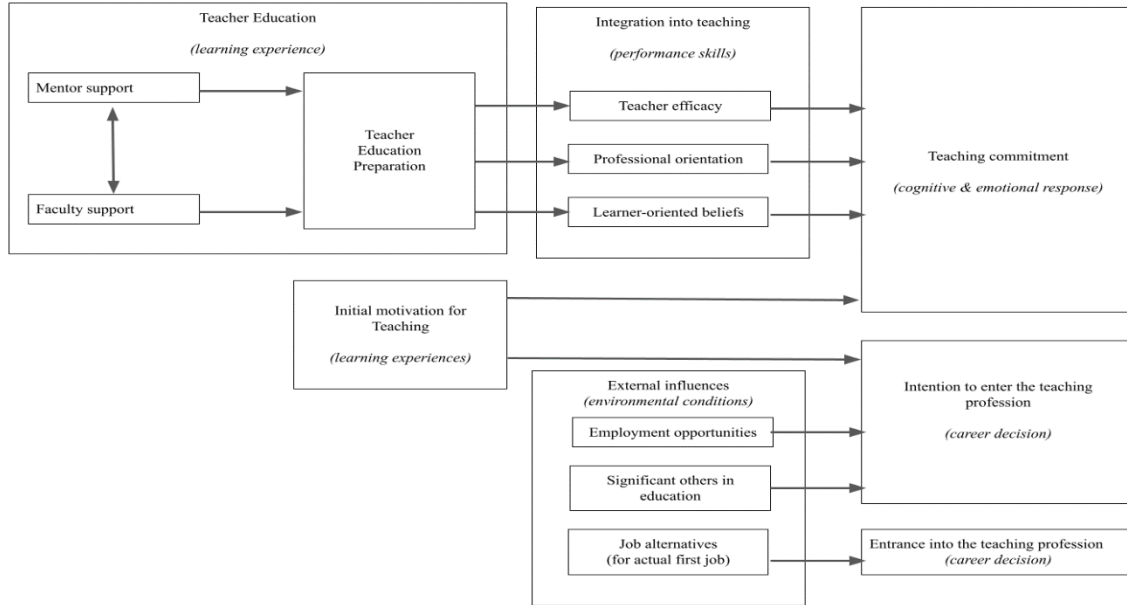 Teacher Education
(learning experience)
Mentor support
Faculty support
Teacher
Education
Preparation
Integration into teaching
(performance skills)
Teacher efficacy
Professional orientation
Learner-oriented beliefs
Teaching commitment
(cognitive & emotional response)
Initial motivation for
Teaching
(learning experiences)
External influences
(environmental conditions)
Employment opportunities
Significant others in
education
Job alternatives
(for actual first job)
Intention to enter the teaching
profession
(career decision)
Entrance into the teaching profession
(career decision)